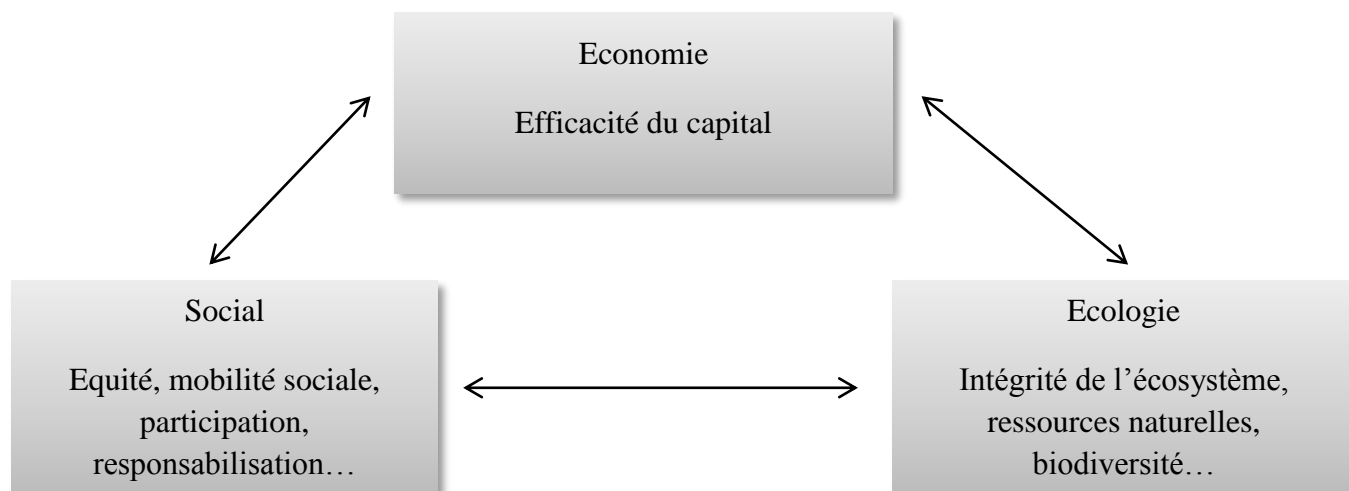 Economie
Efficacité du capital
Social
Equité, mobilité sociale,
participation,
responsabilisation…
Ecologie
Intégrité de l’écosystème,
ressources naturelles,
biodiversité…